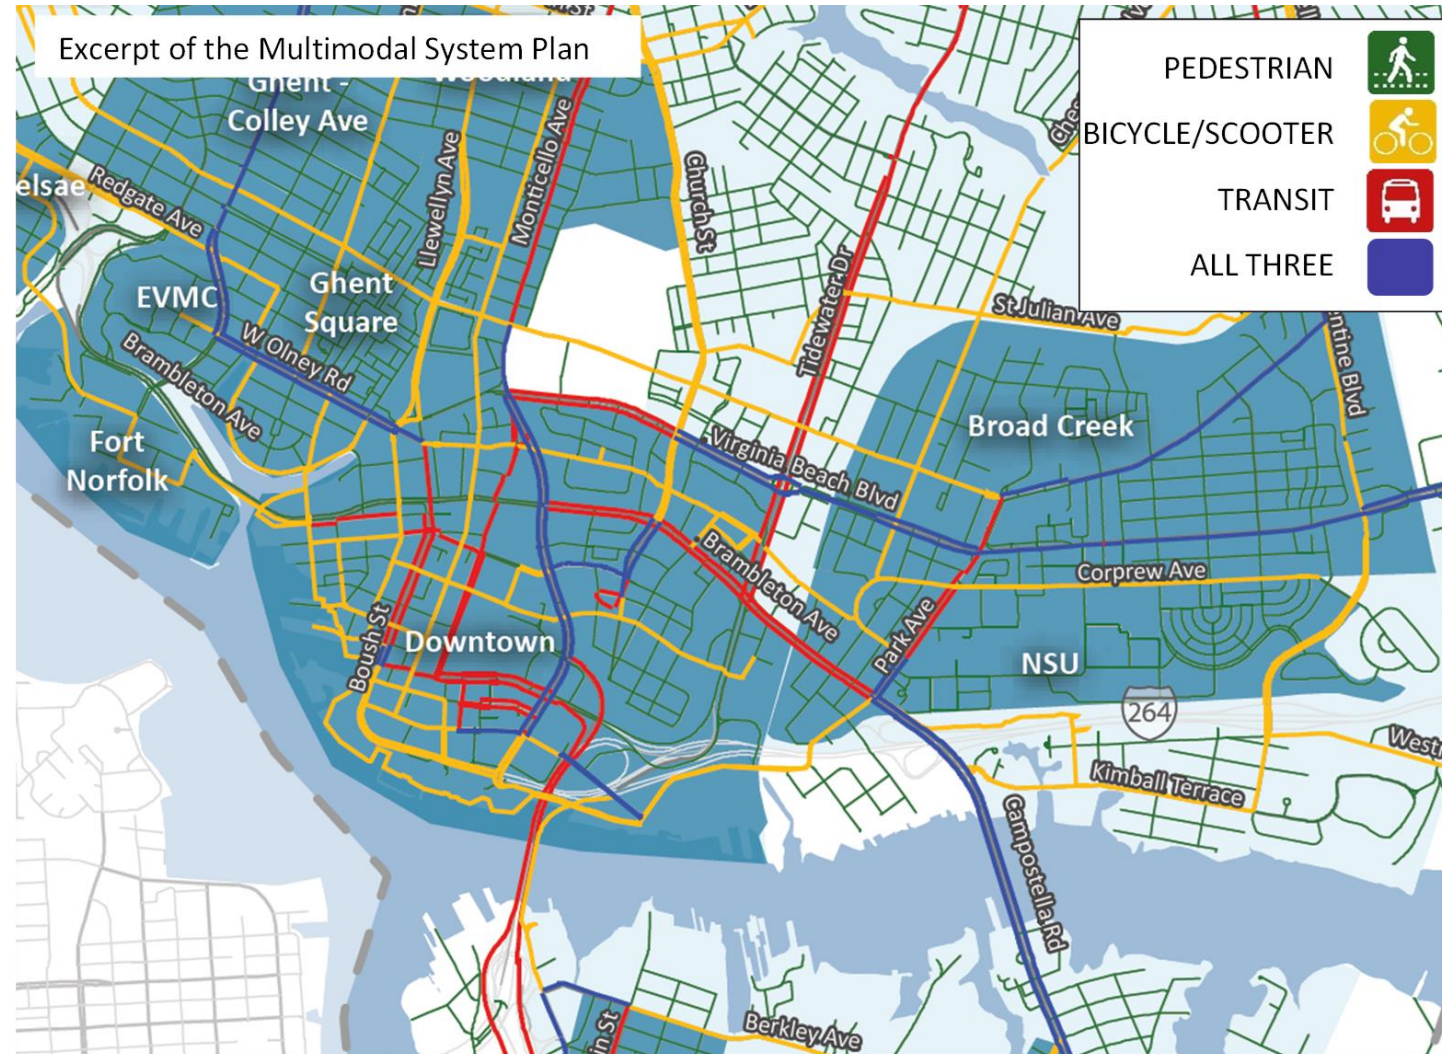 Excerpt of the Multimodal System Plan
PEDESTRIAN
BICYCLE/SCOOTER
TRANSIT
ALL THREE
Ghent -
Colley Ave
Woodland
Redgate Ave
Llewellyn Ave
Monticello Ave
Church St
Tidewater Dr
St Julian Ave
EVMC
Ghent
Square
W Olney Rd
Brambleton Ave
Fort
Norfolk
Virginia Beach Blvd
Broad Creek
Brambleton Ave
Corprew Ave
Park Ave
Boush St
Downtown
NSU
264
Kimball Terrace
Campostella Rd
Berkley Ave